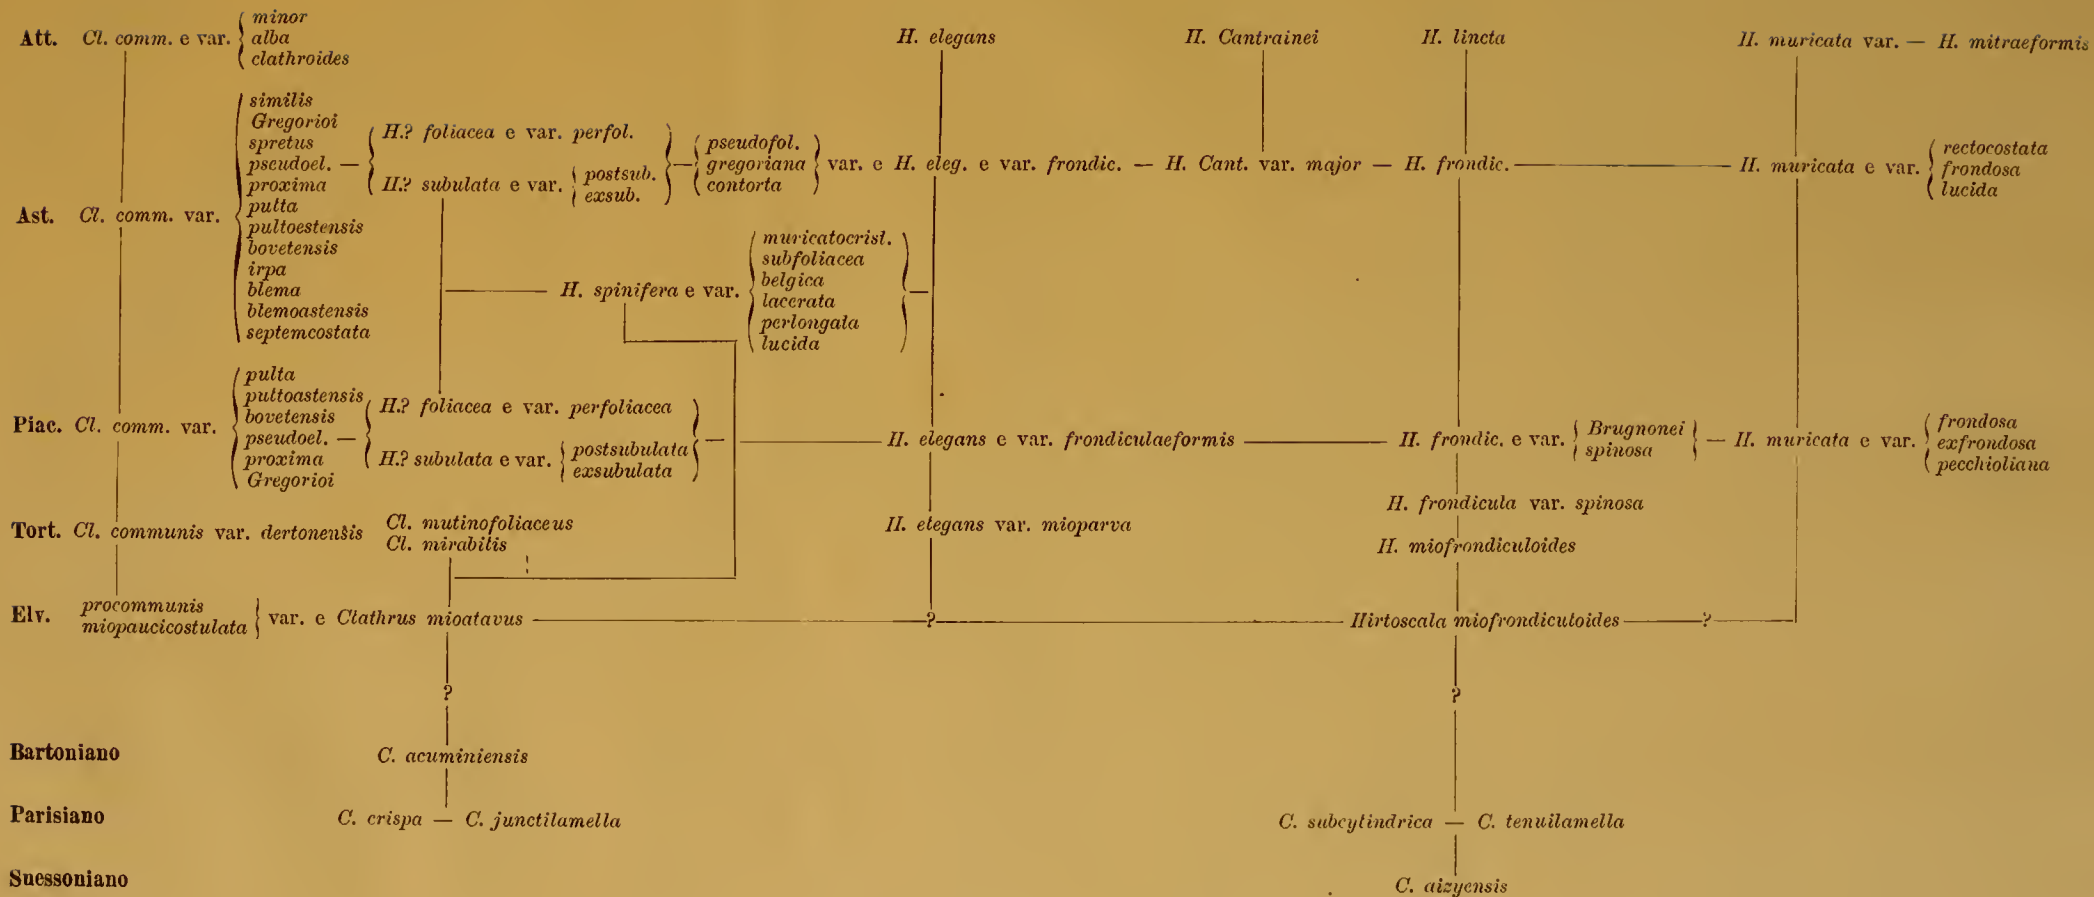 Att. Cl. comm. e var. minor
alba
clathroides
H. elegans
H. Cantrainei
H. lincta
H. muricata var. — H. mitraeformis
Ast. Cl. comm. var.
similis
Gregorioi
spretus
pseudoel. —
proxima
putta
pultoestensis
bovetensis
irpa
blema
blemoastensis
septemcostata
H.? foliacea e var. perfol.
H.? subulata e var. postsub.
exsub.
pseudofol.
gregoriana
contorta
var. e H. eleg. e var. frondic. — H. Cant. var. major — H. frondic. — H. muricata e var.
rectocostata
frondosa
lucida
H. spinifera e var.
muricatocrist.
subfoliacea
belgica
lacerata
perlongata
lucida
Piac. Cl. comm. var.
pulta
puttoastensis
bovetensis
pseudoel. —
proxima
Gregorioi
H.? foliacea e var. perfoliacea
H.? subulata e var. postsubulata
exsubulata
H. elegans e var. frondiculaeformis — H. frondic. e var. Brugnonei
spinosa
— H. muricata e var.
frondosa
exfrondosa
pecchioliana
H. frondicula var. spinosa
Tort. Cl. communis var. dertonensis
Cl. mutinofoliaceus
Cl. mirabilis
H. elegans var. mioparva
H. miofrondiculoides
Elv. procommunis
miopaucicostulata
var. e Clathrus mioatavus — ? — Hirtoscala miofrondiculoides — ? —
? ?
Bartoniano C. acuminiensis
Parisiano C. crispa — C. junctilamella C. subcylindrica — C. tenuilamella
Suessoniano C. aizyensis